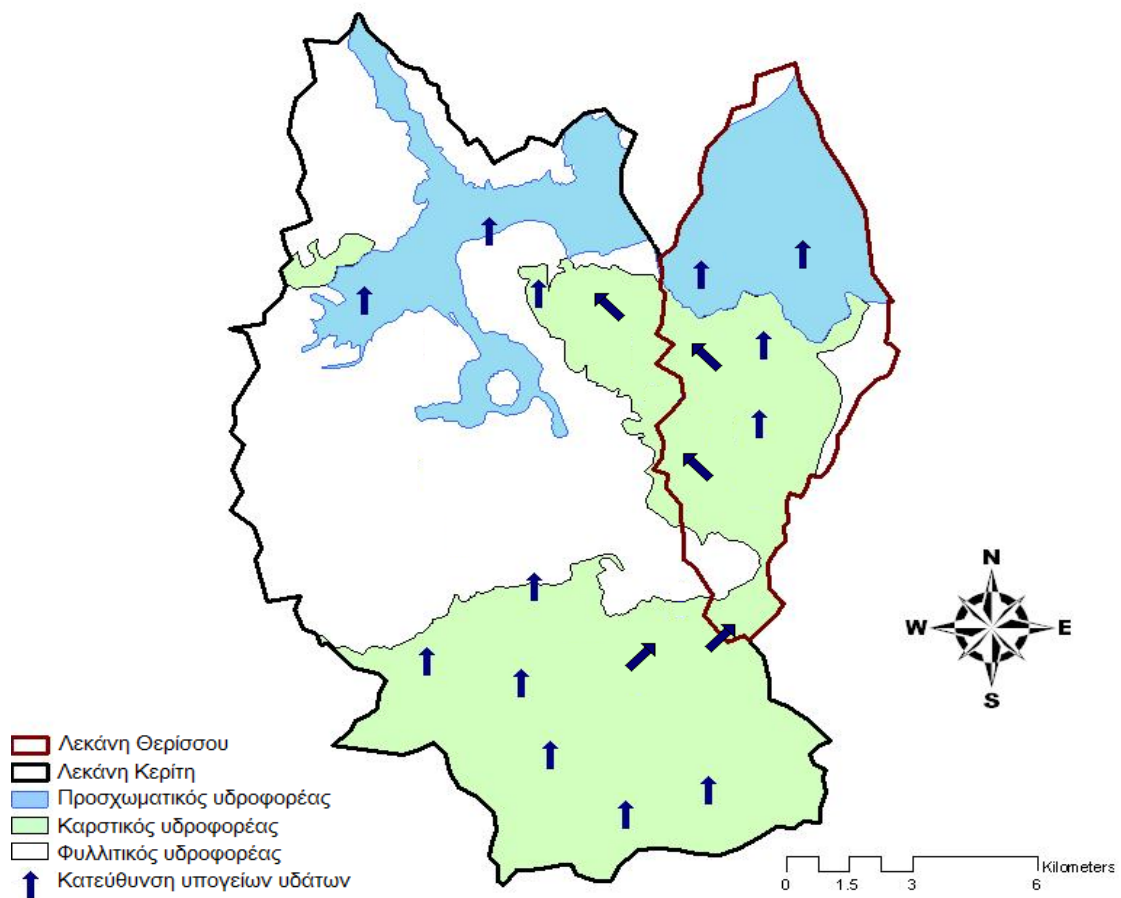 N
W E
S
Λεκάνη Θερίσσου
Λεκάνη Κερίτη
Προσχωματικός υδροφορέας
Καρστικός υδροφορέας
Φυλλιτικός υδροφορέας
Κατεύθυνση υπογείων υδάτων
Kilometers
0 1.5 3 6